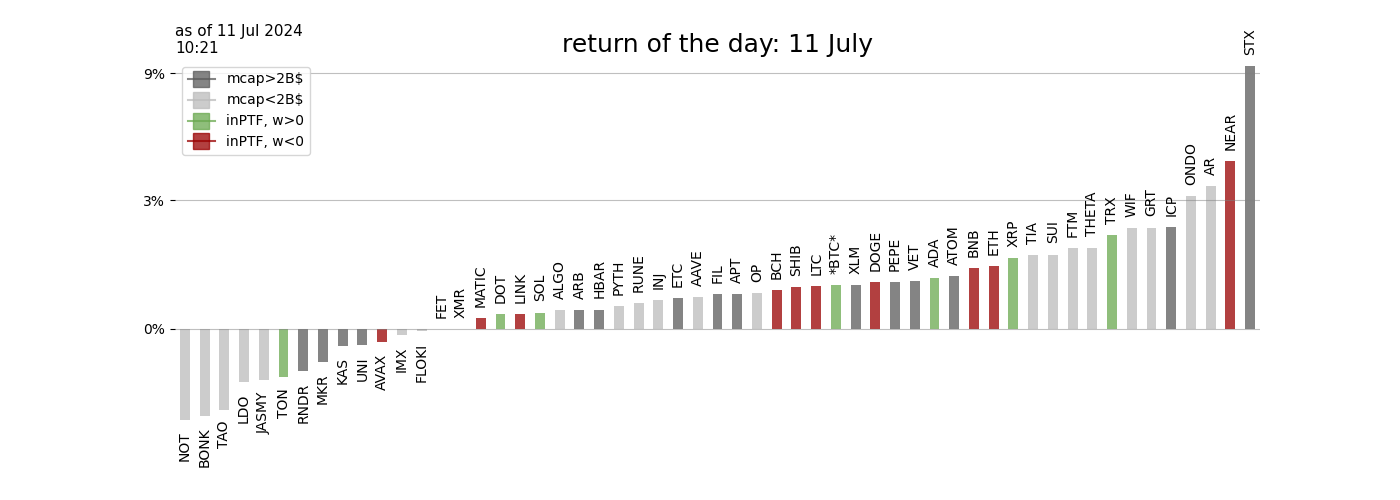 as of 11 Jul 2024
10:21
return of the day: 11 July
9%
3%
0%
mcap>2B$
mcap<2B$
inPTF, w>0
inPTF, w<0
NOT
BONK
TAO
LDO
JASMY
TON
RNDR
MKR
KAS
UNI
AVAX
IMX
FLOKI
FET
XMR
MATIC
DOT
LINK
SOL
ALGO
ARB
HBAR
PYTH
RUNE
INJ
ETC
AAVE
FIL
APT
OP
BCH
SHIB
LTC
*BTC*
XLM
DOGE
PEPE
VET
ADA
ATOM
BNB
ETH
XRP
TIA
SUI
FTM
THETA
TRX
WIF
GRT
ICP
ONDO
AR
NEAR
STX